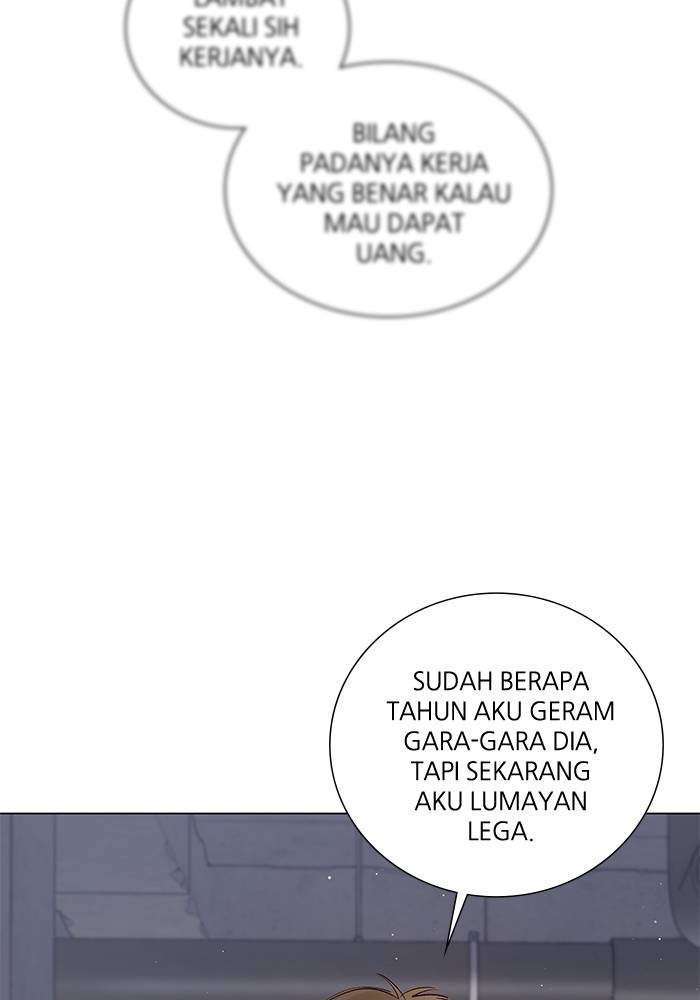 LAMBAT
SEKALI SIH
KERJANYA.
BILANG
PADANYA KERJA
YANG BENAR KALAU
MAU DAPAT
UANG.
SUDAH BERAPA
TAHUN AKU GERAM
GARA-GARA DIA,
TAPI SEKARANG
AKU LUMAYAN
LEGA.